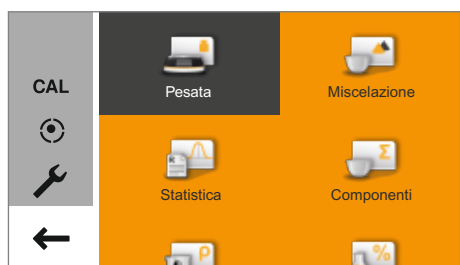 CAL
Pesata
Miscelazione
Σ
Statistica
Componenti
ρ
%